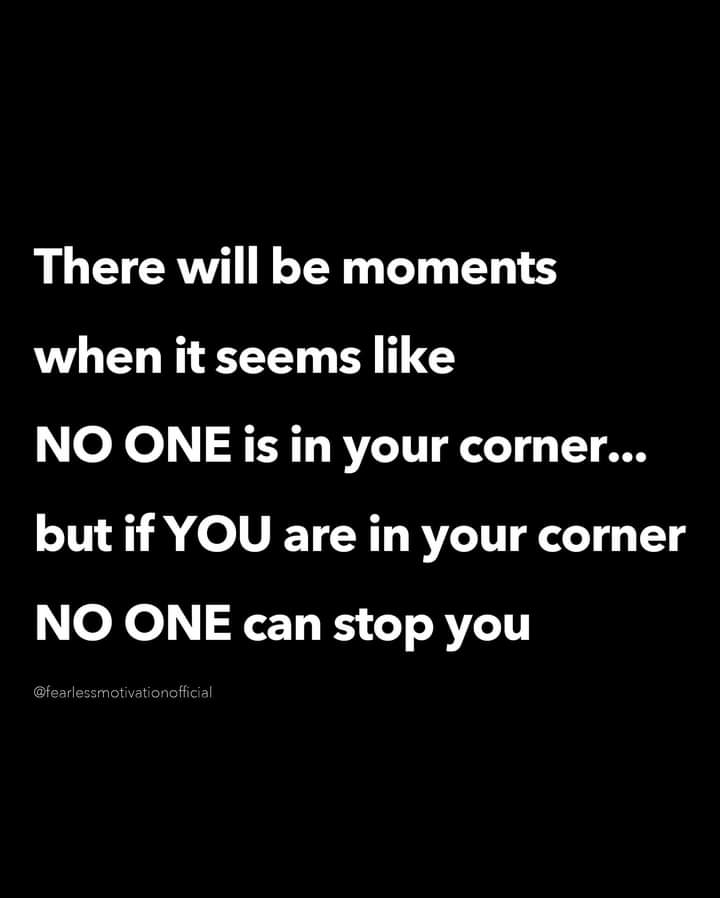 There will be moments
when it seems like
NO ONE is in your corner...
but if YOU are in your corner
NO ONE can stop you
@fearlessmotivationofficial